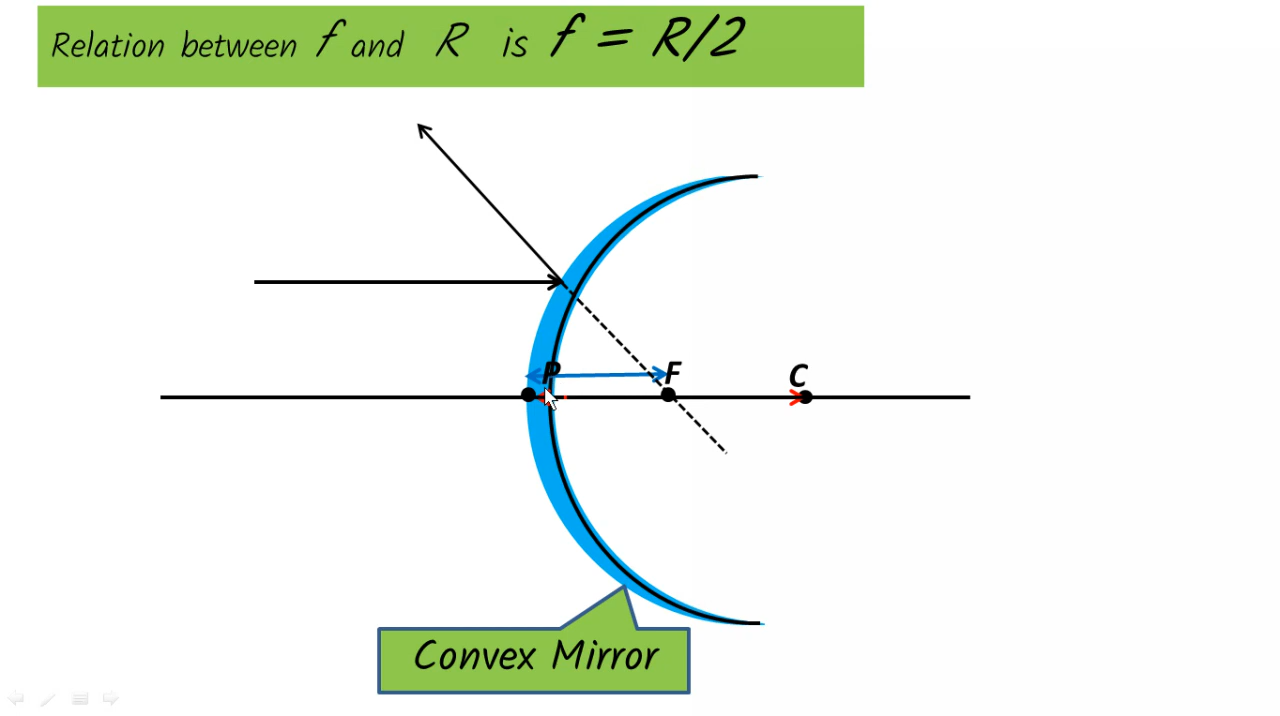 Relation between f and R is f = R/2
P
F
C
Convex Mirror